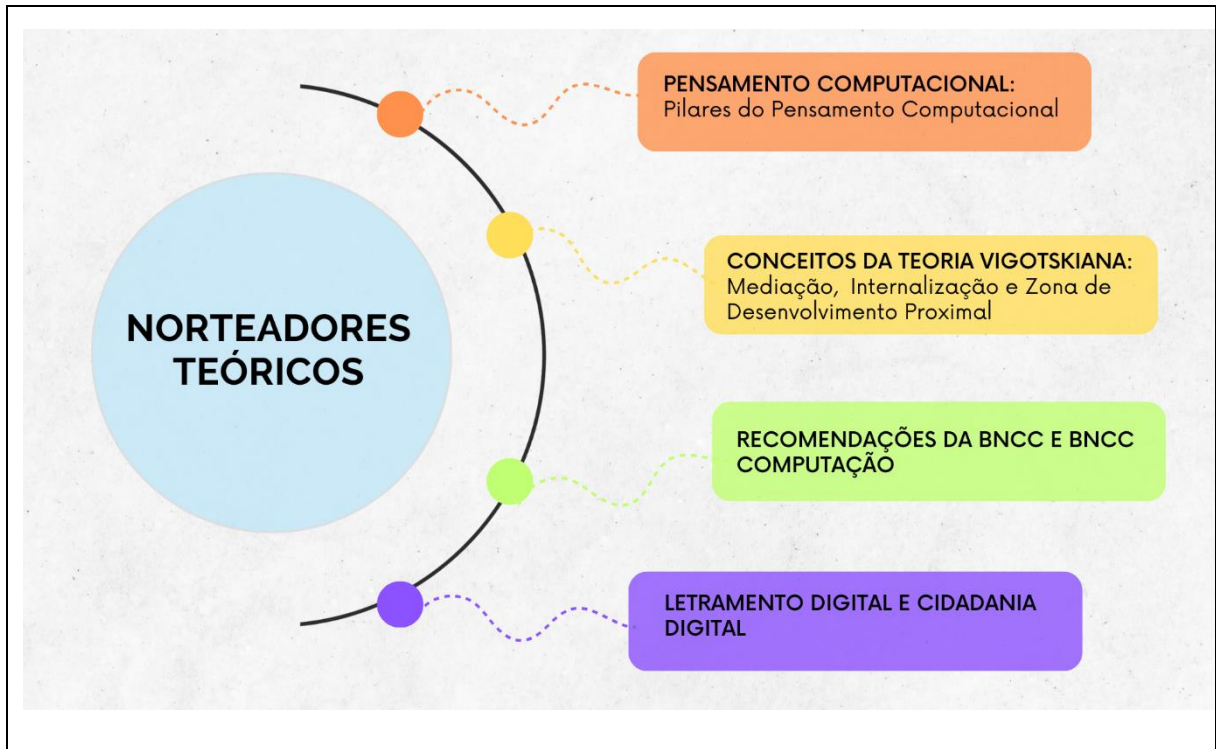 NORTEADORES
TEÓRICOS
PENSAMENTO COMPUTACIONAL:
Pilares do Pensamento Computacional
CONCEITOS DA TEORIA VIGOTSKIANA:
Mediação, Internalização e Zona de
Desenvolvimento Proximal
RECOMENDAÇÕES DA BNCC E BNCC
COMPUTAÇÃO
LETRAMENTO DIGITAL E CIDADANIA
DIGITAL